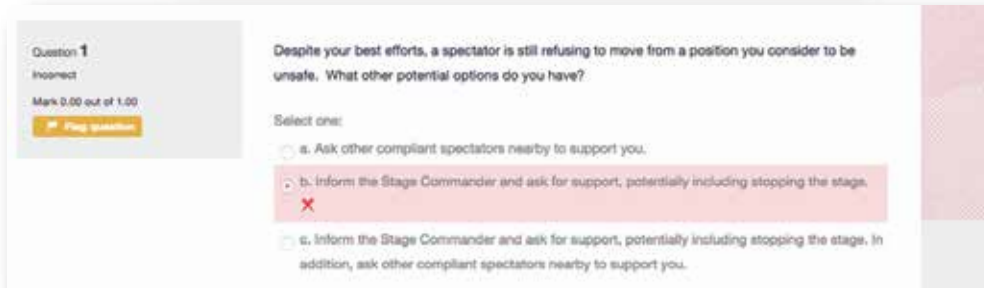 Question 1
Incorrect
Mark 0.00 out of 1.00
Flag question
Despite your best efforts, a spectator is still refusing to move from a position you consider to be
unsafe. What other potential options do you have?
Select one:
a. Ask other compliant spectators nearby to support you.
b. Inform the Stage Commander and ask for support, potentially including stopping the stage.
c. Inform the Stage Commander and ask for support, potentially including stopping the stage. In
addition, ask other compliant spectators nearby to support you.